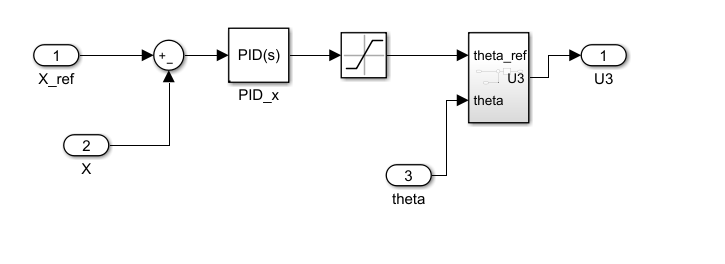 1
X_ref
+
−
PID(s)
PID_x
theta_ref
U3
theta
1
U3
2
X
3
theta